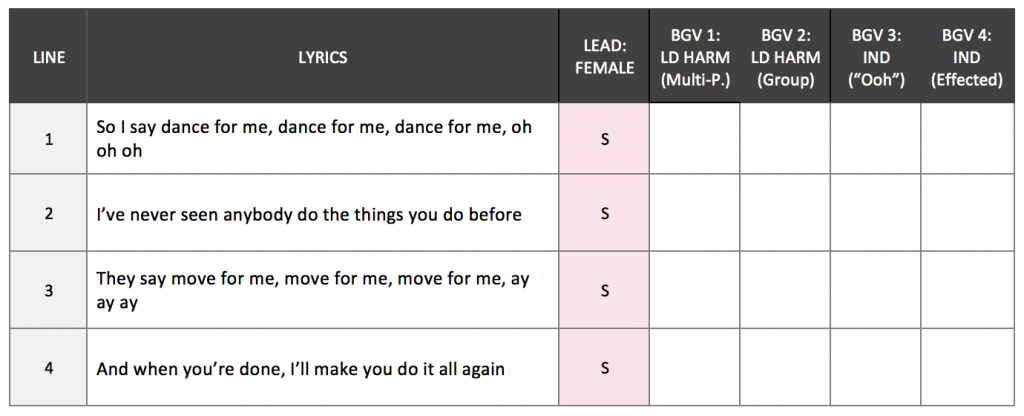 LINE
LYRICS
LEAD:
FEMALE
BGV 1:
LD HARM
(Multi-P.)
BGV 2:
LD HARM
(Group)
BGV 3:
IND
(“Ooh”)
BGV 4:
IND
(Effected)
1
So I say dance for me, dance for me, dance for me, oh
oh oh
S
2
I’ve never seen anybody do the things you do before
S
3
They say move for me, move for me, move for me, ay
ay ay
S
4
And when you’re done, I’ll make you do it all again
S